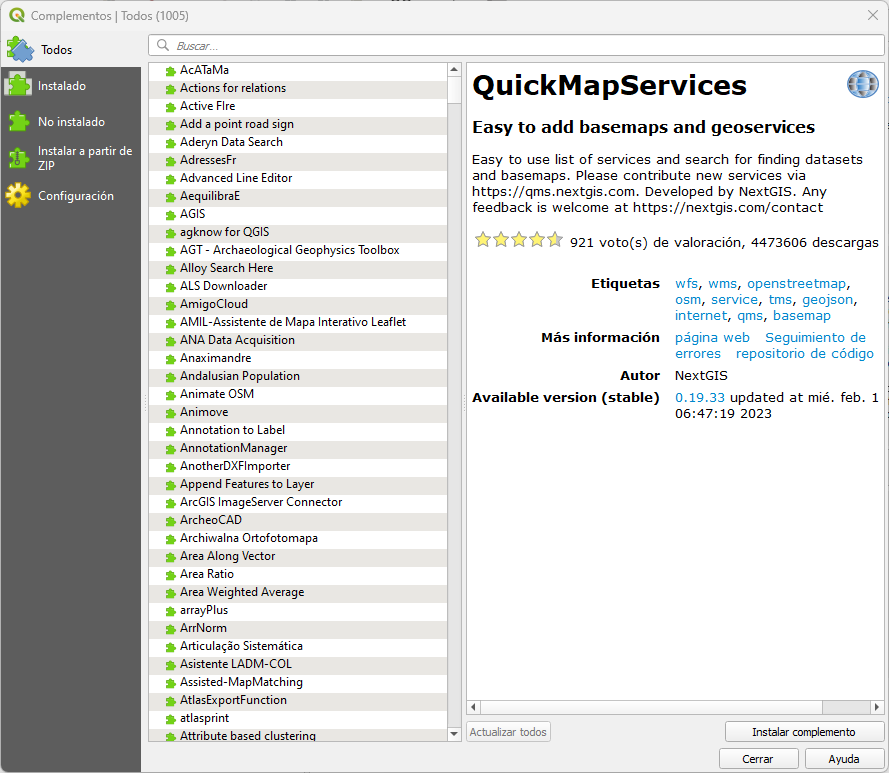 Complementos | Todos (1005)
Todos
Instalado
No instalado
Instalar a partir de
ZIP
Configuración
Buscar...
AcATaMa
Actions for relations
Active FIre
Add a point road sign
Aderyn Data Search
AdressesFr
Advanced Line Editor
AequilibraE
AGIS
agknow for QGIS
AGT - Archaeological Geophysics Toolbox
Alloy Search Here
ALS Downloader
AmigoCloud
AMIL-Assistente de Mapa Interativo Leaflet
ANA Data Acquisition
Anaximandre
Andalusian Population
Animate OSM
Animove
Annotation to Label
AnnotationManager
AnotherDXFImporter
Append Features to Layer
ArcGIS ImageServer Connector
ArcheoCAD
Archiwalna Ortofotomapa
Area Along Vector
Area Ratio
Area Weighted Average
arrayPlus
ArrNorm
Articulação Sistemática
Asistente LADM-COL
Assisted-MapMatching
AtlasExportFunction
atlasprint
Attribute based clustering
QuickMapServices
Easy to add basemaps and geoservices
Easy to use list of services and search for finding datasets
and basemaps. Please contribute new services via
https://qms.nextgis.com. Developed by NextGIS. Any
feedback is welcome at https://nextgis.com/contact
921 voto(s) de valoración, 4473606 descargas
Etiquetas wfs, wms, openstreetmap,
osm, service, tms, geojson,
internet, qms, basemap
Más información página web Seguimiento de
errores repositorio de código
Autor NextGIS
Available version (stable) 0.19.33 updated at mié. feb. 1
06:47:19 2023
Actualizar todos
Instalar complemento
Cerrar
Ayuda